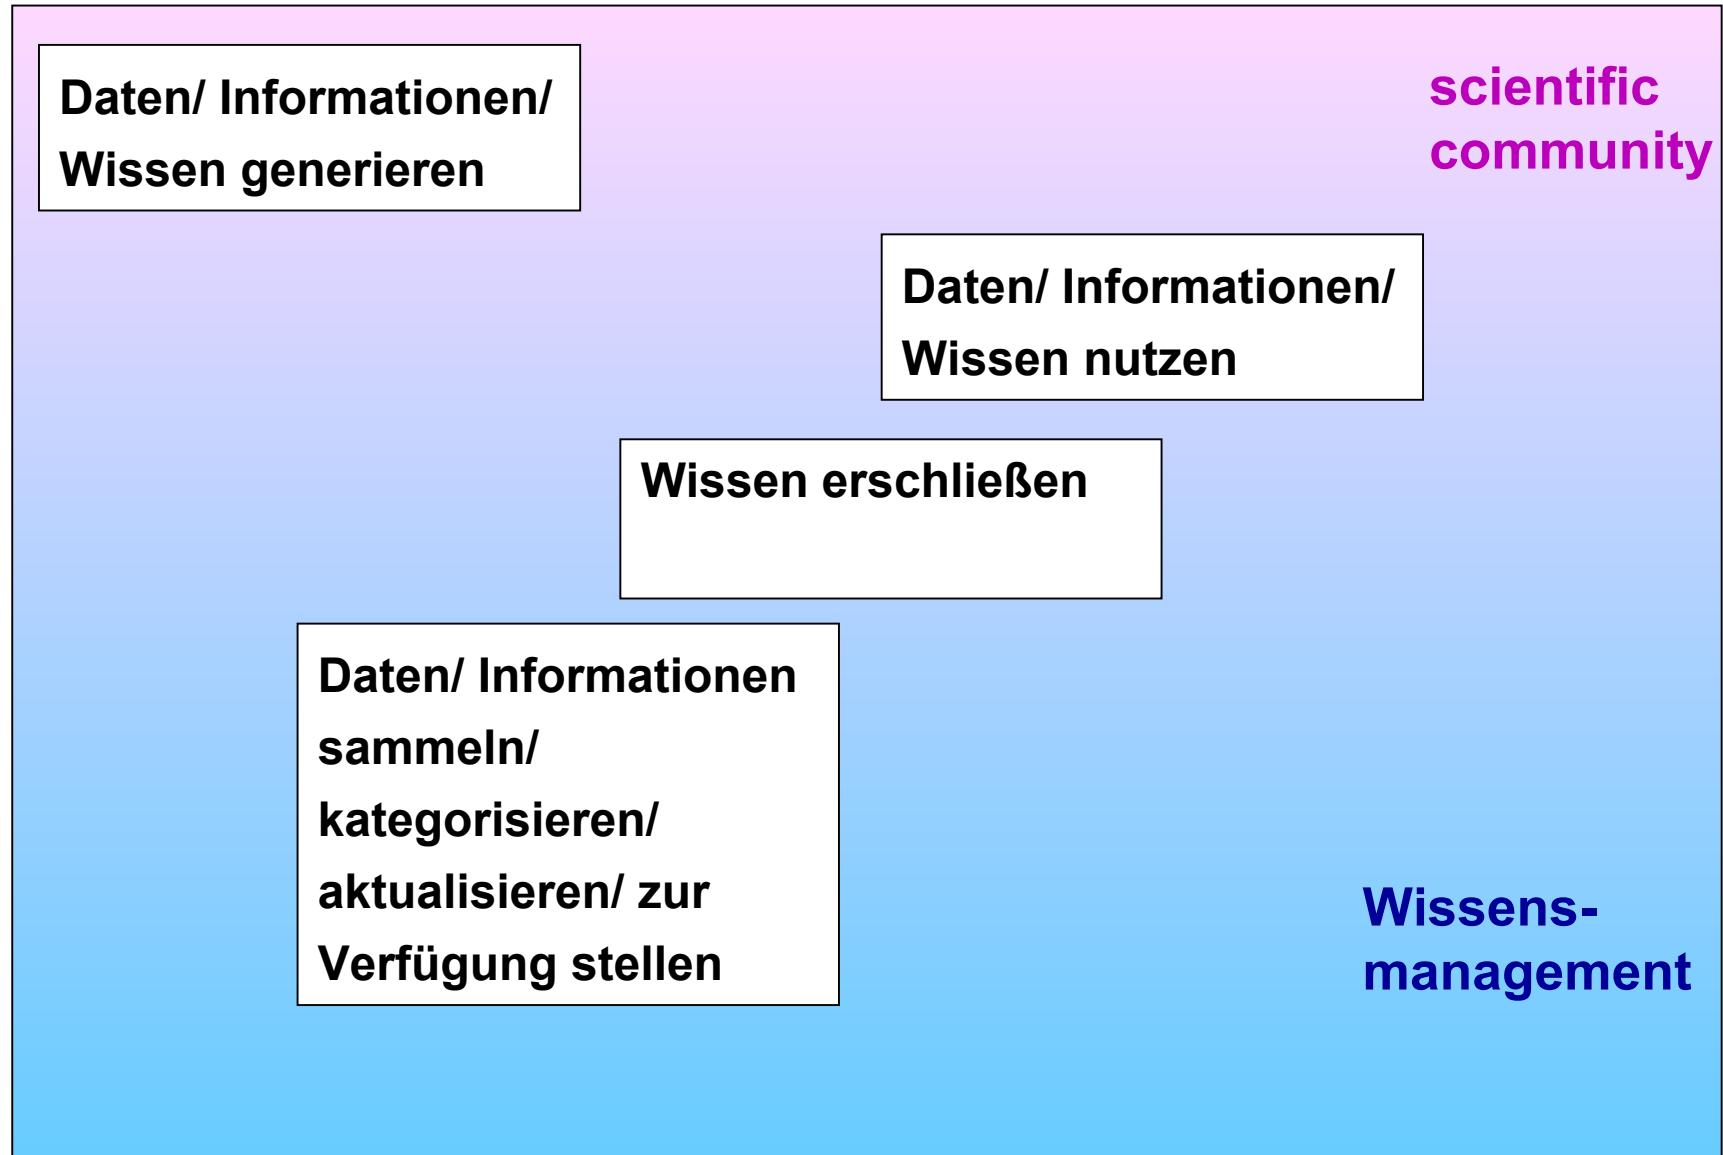 Daten/ Informationen/
Wissen generieren
scientific
community
Daten/ Informationen/
Wissen nutzen
Wissen erschließen
Daten/ Informationen
sammeln/
kategorisieren/
aktualisieren/ zur
Verfügung stellen
Wissens-
management